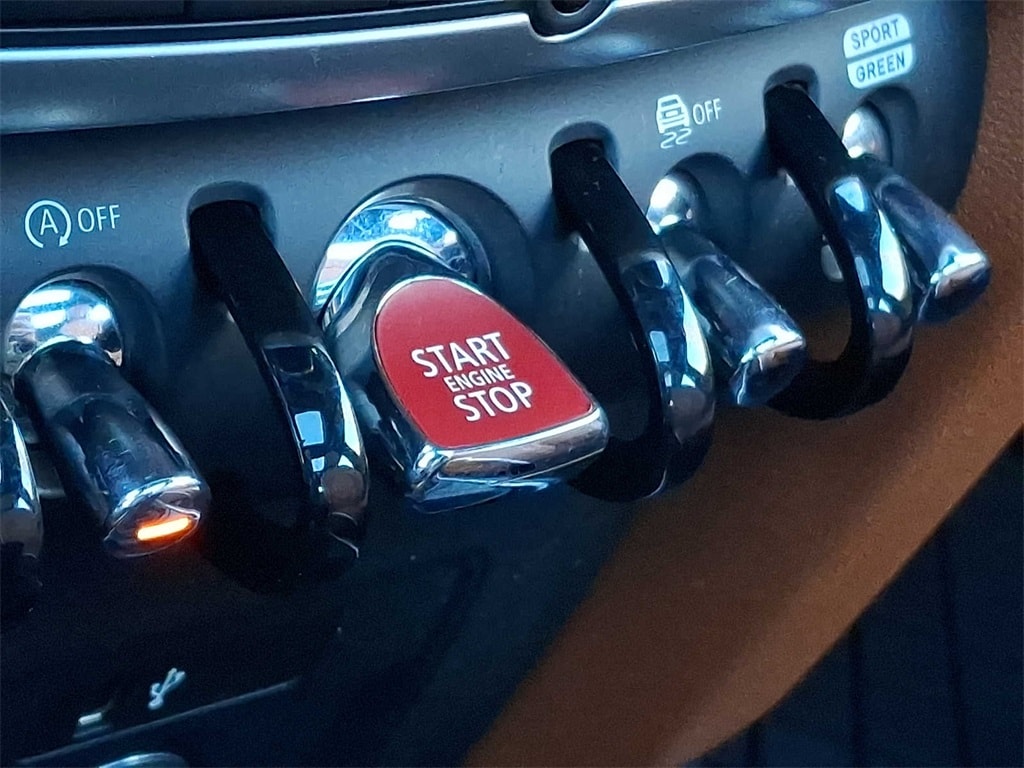 SPORT
GREEN
OFF
A OFF
START
ENGINE
STOP